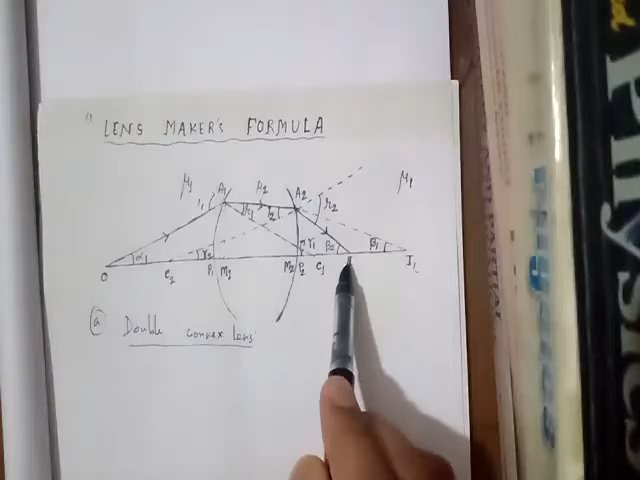 " LENS MAKER'S FORMULA
μ₁ A₁ μ₂ A₂ μ₁
i₁ r₁ i₂ r₂
α₁ γ₂ γ₁ β₂ β₁
O C₂ P₁ M₁ M₂ P₂ C₁ I₁
(a) Double convex lens